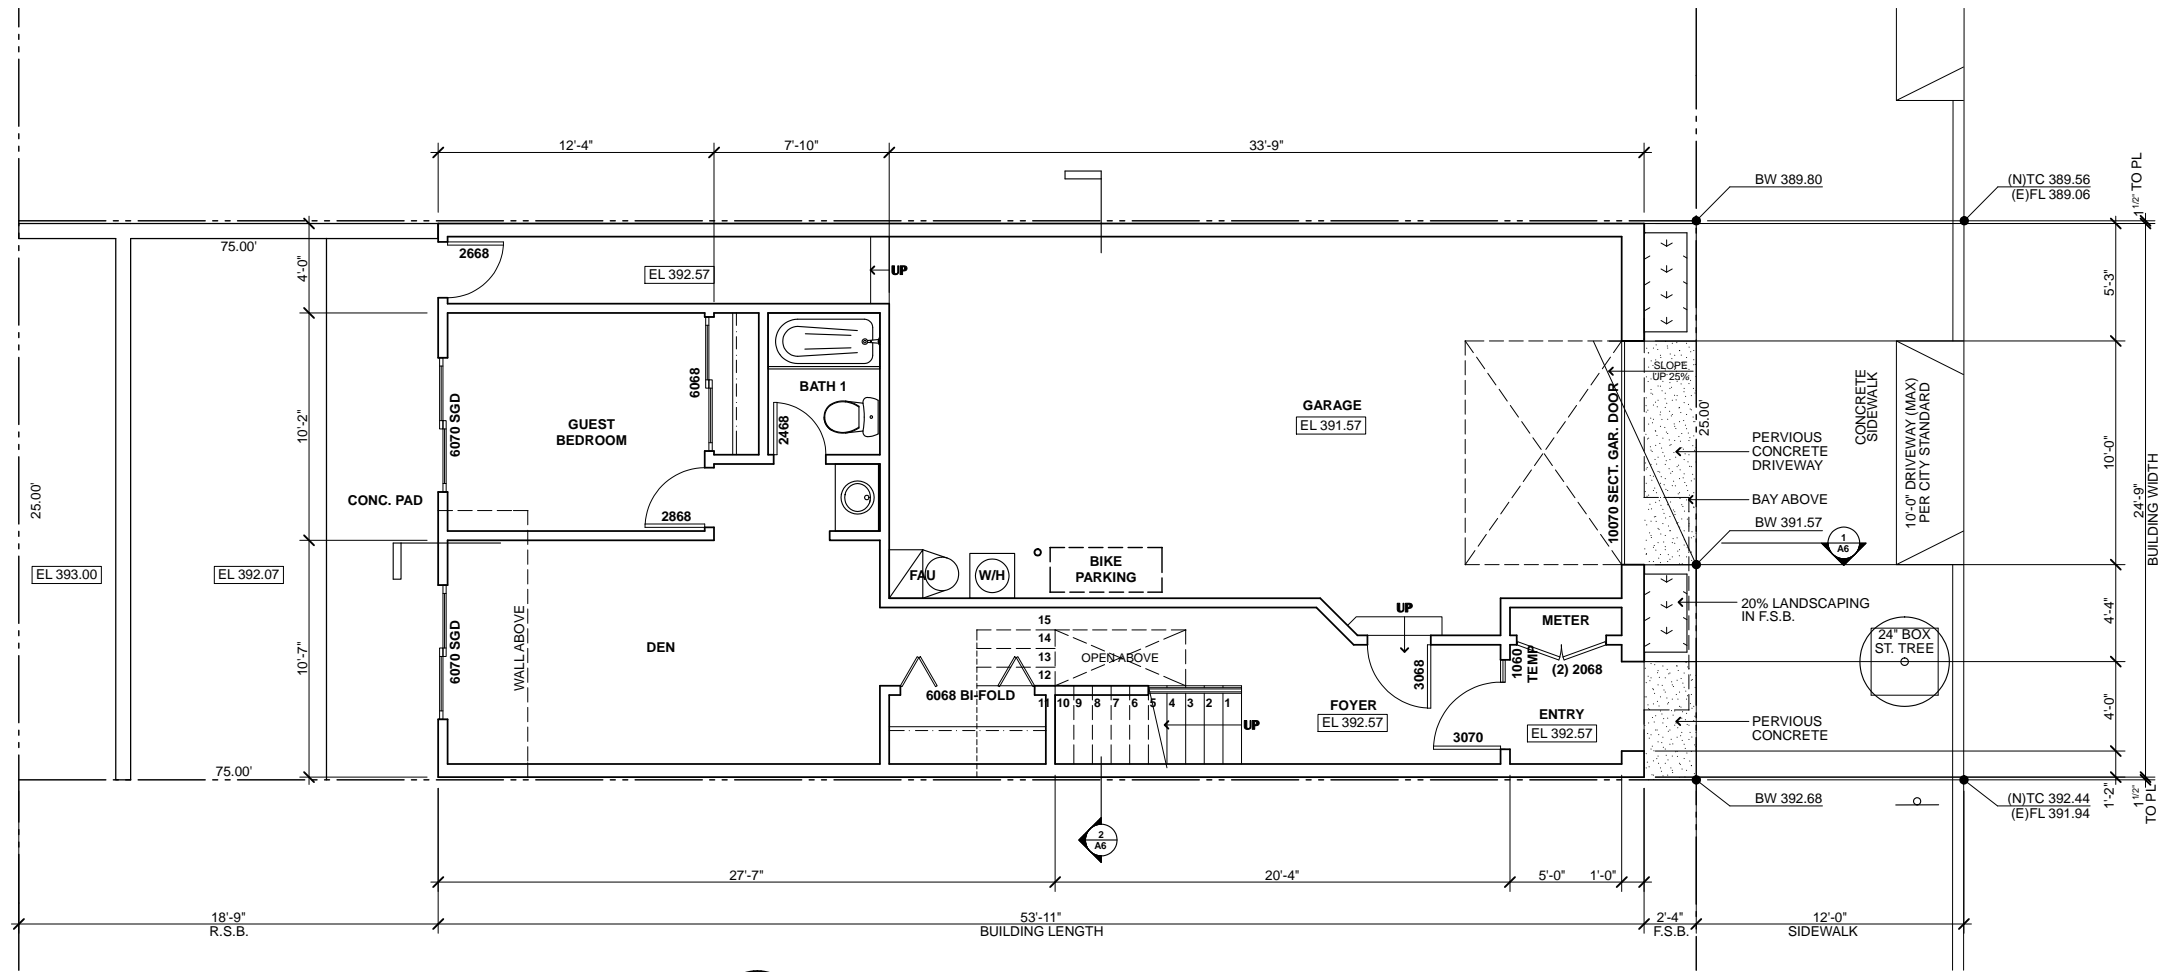 12'-4"
7'-10"
33'-9"
BW 389.80
(N)TC 389.56
(E)FL 389.06
1 1/2" TO PL
75.00'
2668
EL 392.57
UP
4'-0"
5'-3"
SLOPE
UP 25%
BATH 1
6068
2468
GARAGE
EL 391.57
GUEST
BEDROOM
6070 SGD
10'-2"
25.00'
CONC. PAD
2868
10070 SECT. GAR. DOOR
25.00'
PERVIOUS
CONCRETE
DRIVEWAY
CONCRETE
SIDEWALK
10'-0" DRIVEWAY (MAX)
PER CITY STANDARD
10'-0"
24'-9"
BUILDING WIDTH
BAY ABOVE
BW 391.57
1
A6
EL 393.00
EL 392.07
FAU
W/H
BIKE
PARKING
20% LANDSCAPING
IN F.S.B.
4'-4"
UP
METER
15
14
13
12
OPEN ABOVE
DEN
WALL ABOVE
6070 SGD
10'-7"
3068
1060
TEMP
(2) 2068
24" BOX
ST. TREE
6068 BI-FOLD
11 10 9 8 7 6 5 4 3 2 1
UP
FOYER
EL 392.57
ENTRY
EL 392.57
3070
PERVIOUS
CONCRETE
4'-0"
75.00'
BW 392.68
(N)TC 392.44
(E)FL 391.94
1'-2"
1 1/2"
TO PL
2
A6
27'-7"
20'-4"
5'-0"
1'-0"
18'-9"
R.S.B.
53'-11"
BUILDING LENGTH
2'-4"
F.S.B.
12'-0"
SIDEWALK